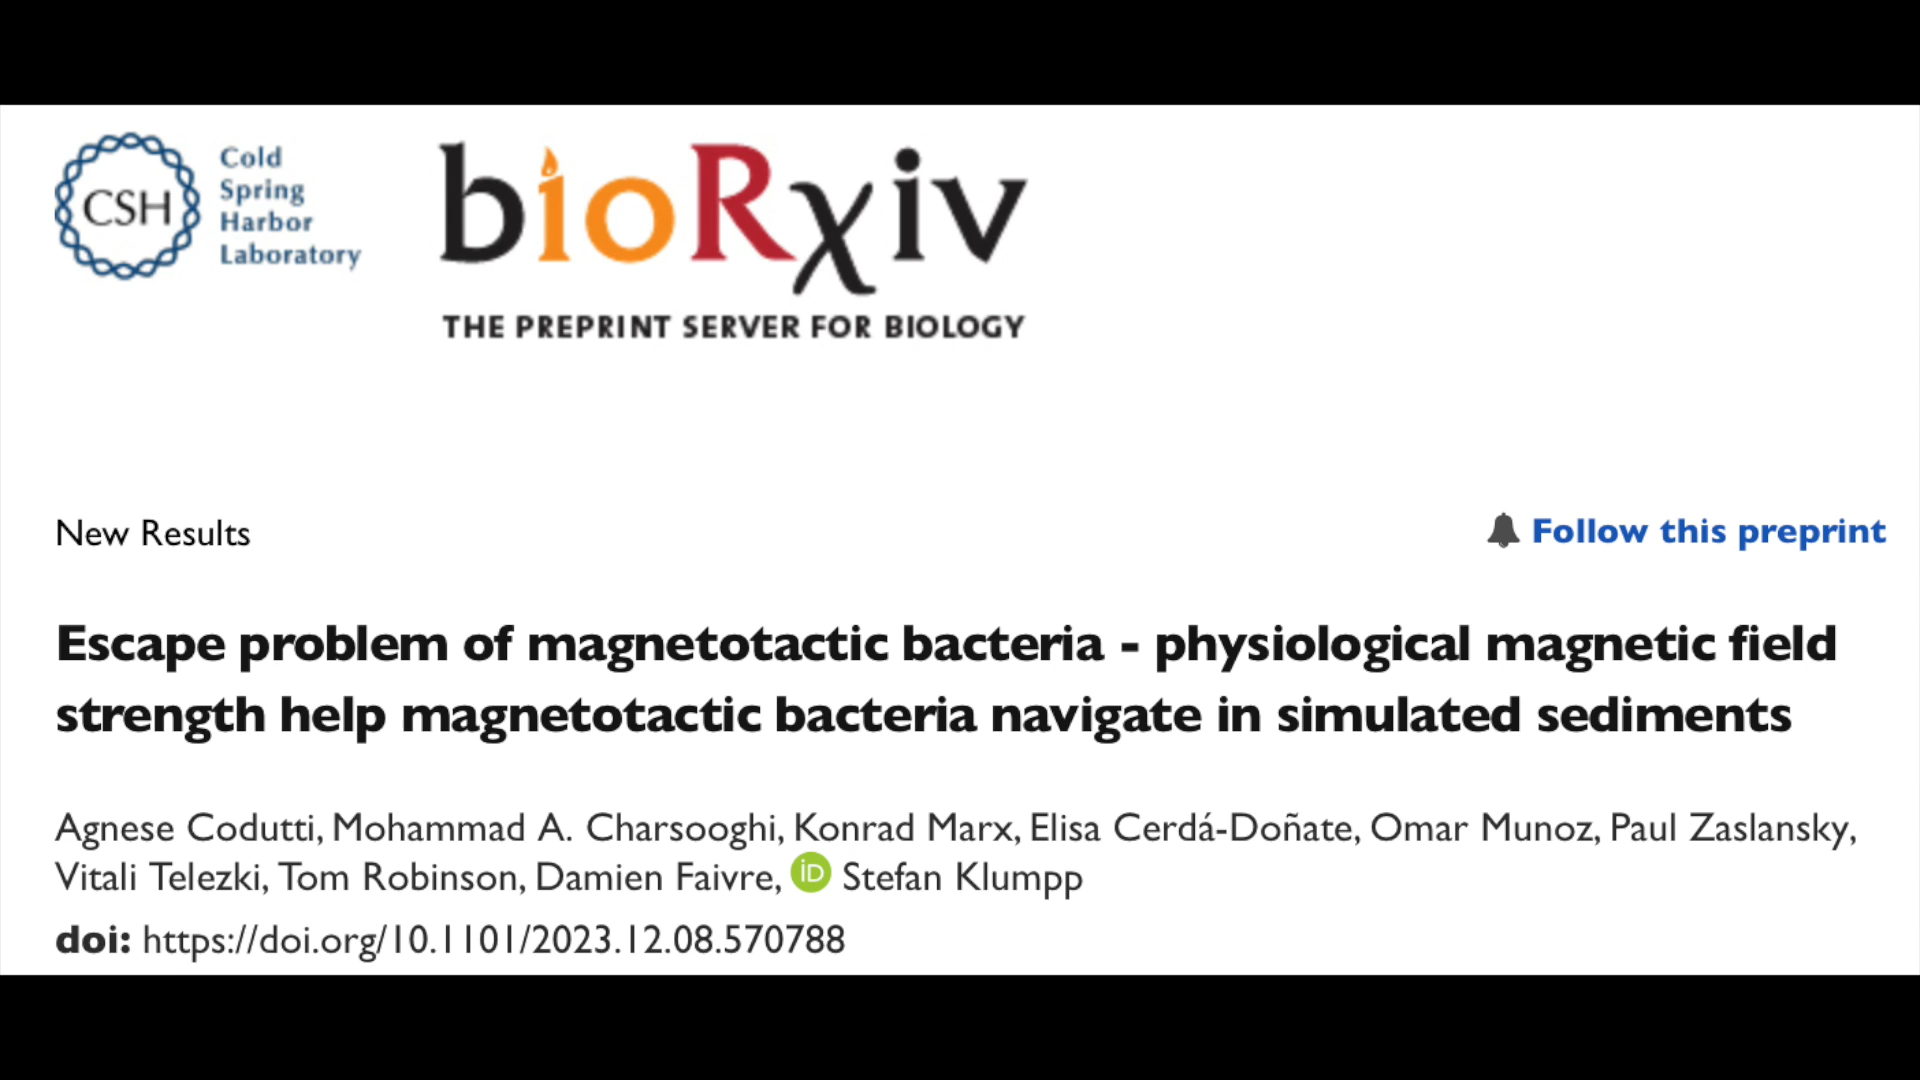 CSH
Cold
Spring
Harbor
Laboratory
bioRχiv
THE PREPRINT SERVER FOR BIOLOGY
New Results
Follow this preprint
Escape problem of magnetotactic bacteria - physiological magnetic field
strength help magnetotactic bacteria navigate in simulated sediments
Agnese Codutti, Mohammad A. Charsooghi, Konrad Marx, Elisa Cerdá-Doñate, Omar Munoz, Paul Zaslansky,
Vitali Telezki, Tom Robinson, Damien Faivre, iD Stefan Klumpp
doi: https://doi.org/10.1101/2023.12.08.570788